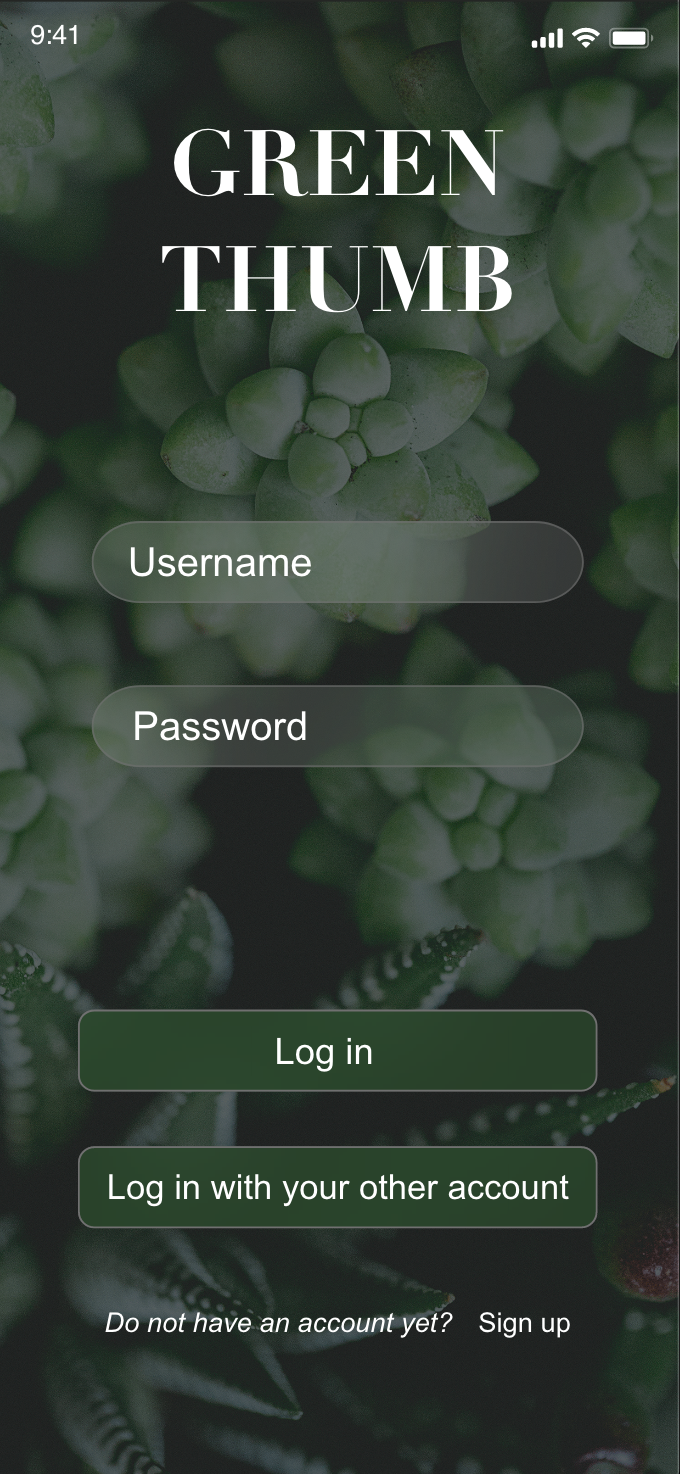 9:41
GREEN
THUMB
Username
Password
Log in
Log in with your other account
Do not have an account yet? Sign up